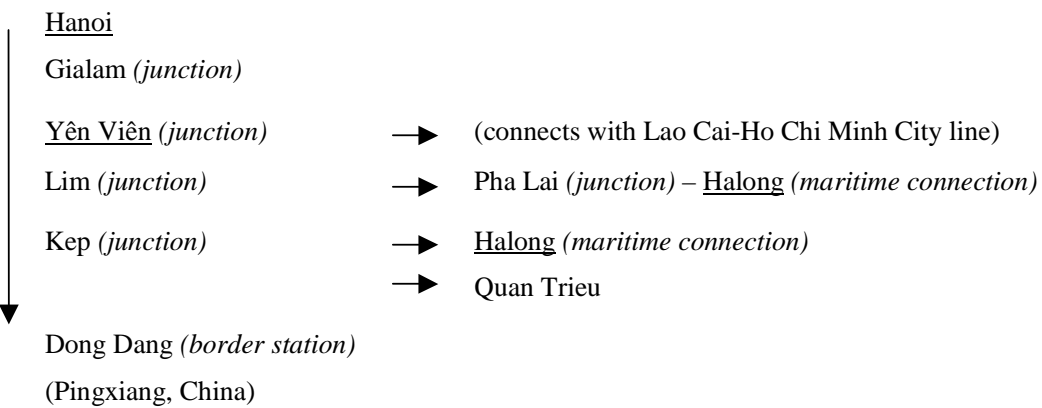 Hanoi
Gialam (junction)
Yên Viên (junction) (connects with Lao Cai-Ho Chi Minh City line)
Lim (junction) Pha Lai (junction) – Halong (maritime connection)
Kep (junction) Halong (maritime connection)
Quan Trieu
Dong Dang (border station)
(Pingxiang, China)